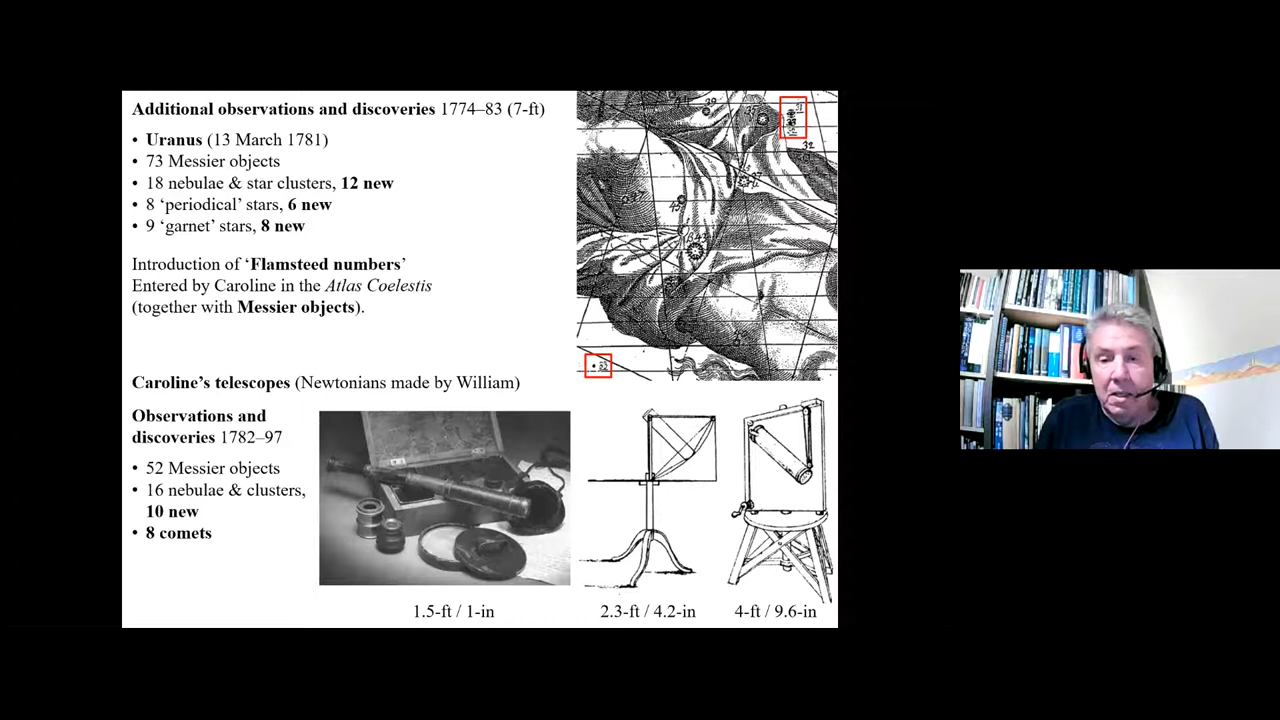 Additional observations and discoveries 1774–83 (7-ft)
• Uranus (13 March 1781)
• 73 Messier objects
• 18 nebulae & star clusters, 12 new
• 8 ‘periodical’ stars, 6 new
• 9 ‘garnet’ stars, 8 new
Introduction of ‘Flamsteed numbers’
Entered by Caroline in the Atlas Coelestis
(together with Messier objects).
32
Caroline’s telescopes (Newtonians made by William)
Observations and
discoveries 1782–97
• 52 Messier objects
• 16 nebulae & clusters,
10 new
• 8 comets
1.5-ft / 1-in
2.3-ft / 4.2-in
4-ft / 9.6-in